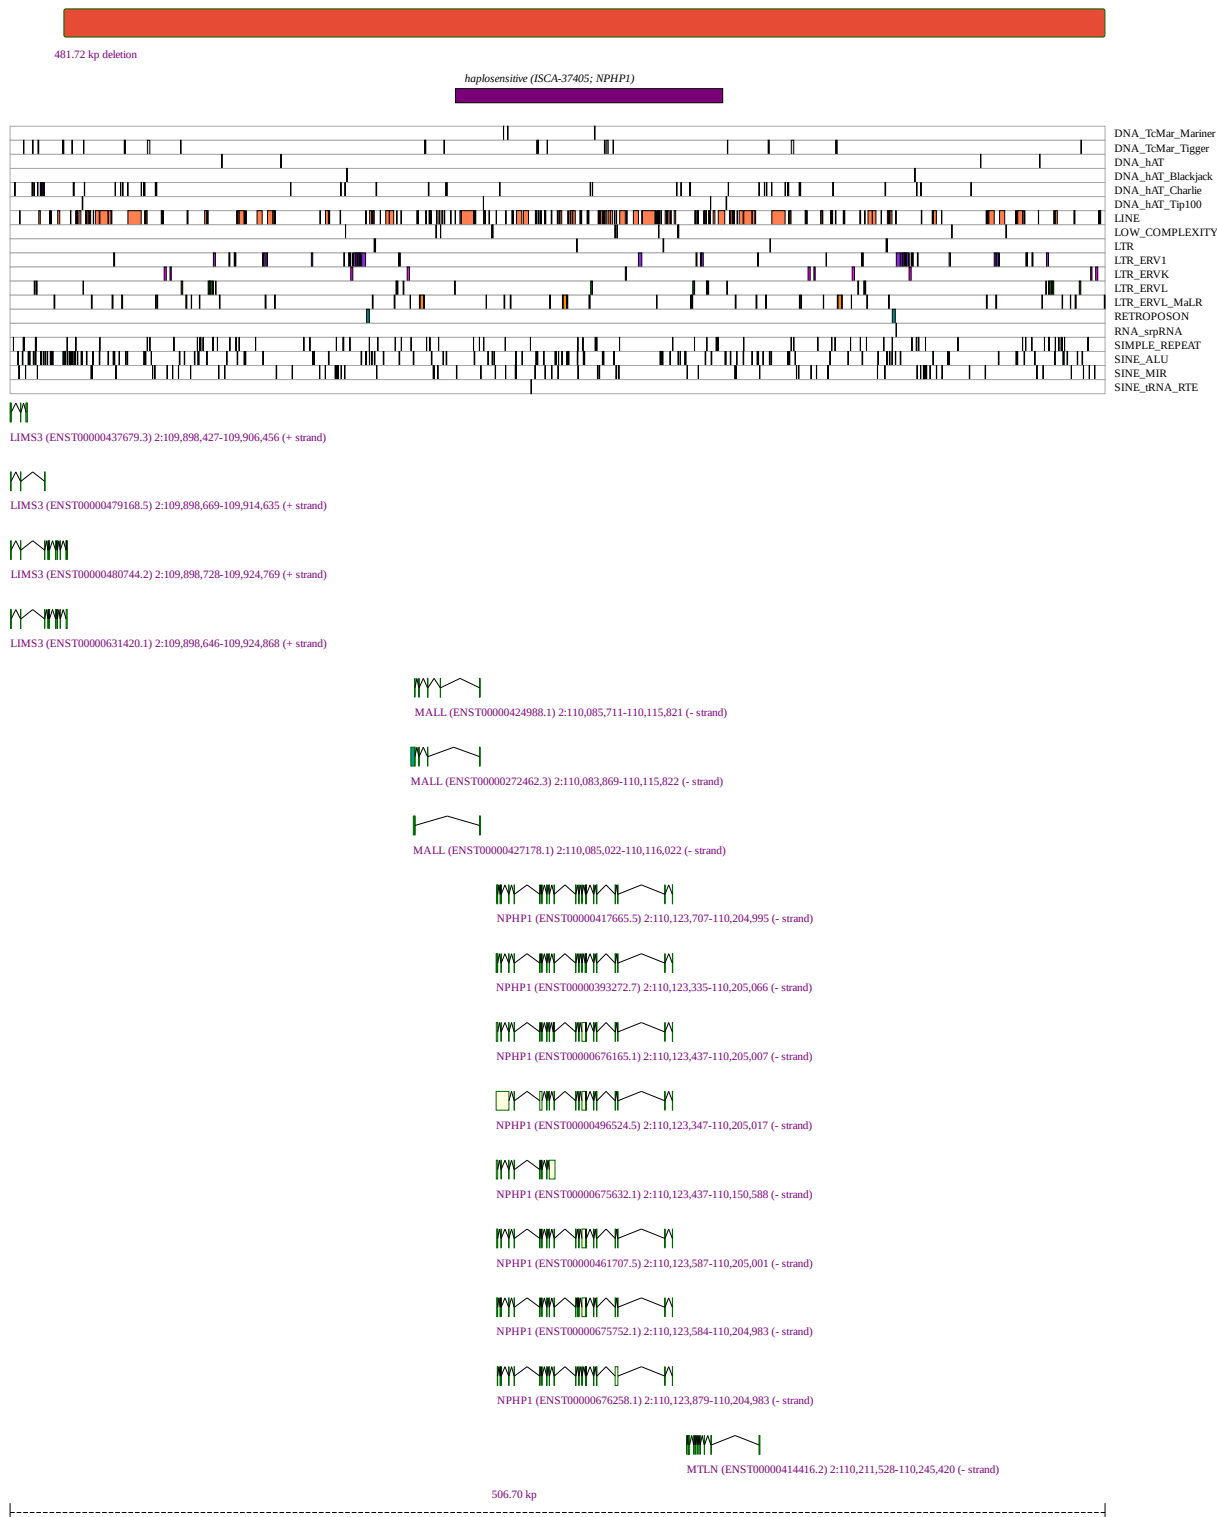 481.72 kp deletion
haplosensitive (ISCA-37405; NPHP1)
DNA_TcMar_Mariner
DNA_TcMar_Tigger
DNA_hAT
DNA_hAT_Blackjack
DNA_hAT_Charlie
DNA_hAT_Tip100
LINE
LOW_COMPLEXITY
LTR
LTR_ERV1
LTR_ERVK
LTR_ERVL
LTR_ERVL_MaLR
RETROPOSON
RNA_srpRNA
SIMPLE_REPEAT
SINE_ALU
SINE_MIR
SINE_tRNA_RTE
LIMS3 (ENST00000437679.3) 2:109,898,427-109,906,456 (+ strand)
LIMS3 (ENST00000479168.5) 2:109,898,669-109,914,635 (+ strand)
LIMS3 (ENST00000480744.2) 2:109,898,728-109,924,769 (+ strand)
LIMS3 (ENST00000631420.1) 2:109,898,646-109,924,868 (+ strand)
MALL (ENST00000424988.1) 2:110,085,711-110,115,821 (- strand)
MALL (ENST00000272462.3) 2:110,083,869-110,115,822 (- strand)
MALL (ENST00000427178.1) 2:110,085,022-110,116,022 (- strand)
NPHP1 (ENST00000417665.5) 2:110,123,707-110,204,995 (- strand)
NPHP1 (ENST00000393272.7) 2:110,123,335-110,205,066 (- strand)
NPHP1 (ENST00000676165.1) 2:110,123,437-110,205,007 (- strand)
NPHP1 (ENST00000496524.5) 2:110,123,347-110,205,017 (- strand)
NPHP1 (ENST00000675632.1) 2:110,123,437-110,150,588 (- strand)
NPHP1 (ENST00000461707.5) 2:110,123,587-110,205,001 (- strand)
NPHP1 (ENST00000675752.1) 2:110,123,584-110,204,983 (- strand)
NPHP1 (ENST00000676258.1) 2:110,123,879-110,204,983 (- strand)
MTLN (ENST00000414416.2) 2:110,211,528-110,245,420 (- strand)
506.70 kp